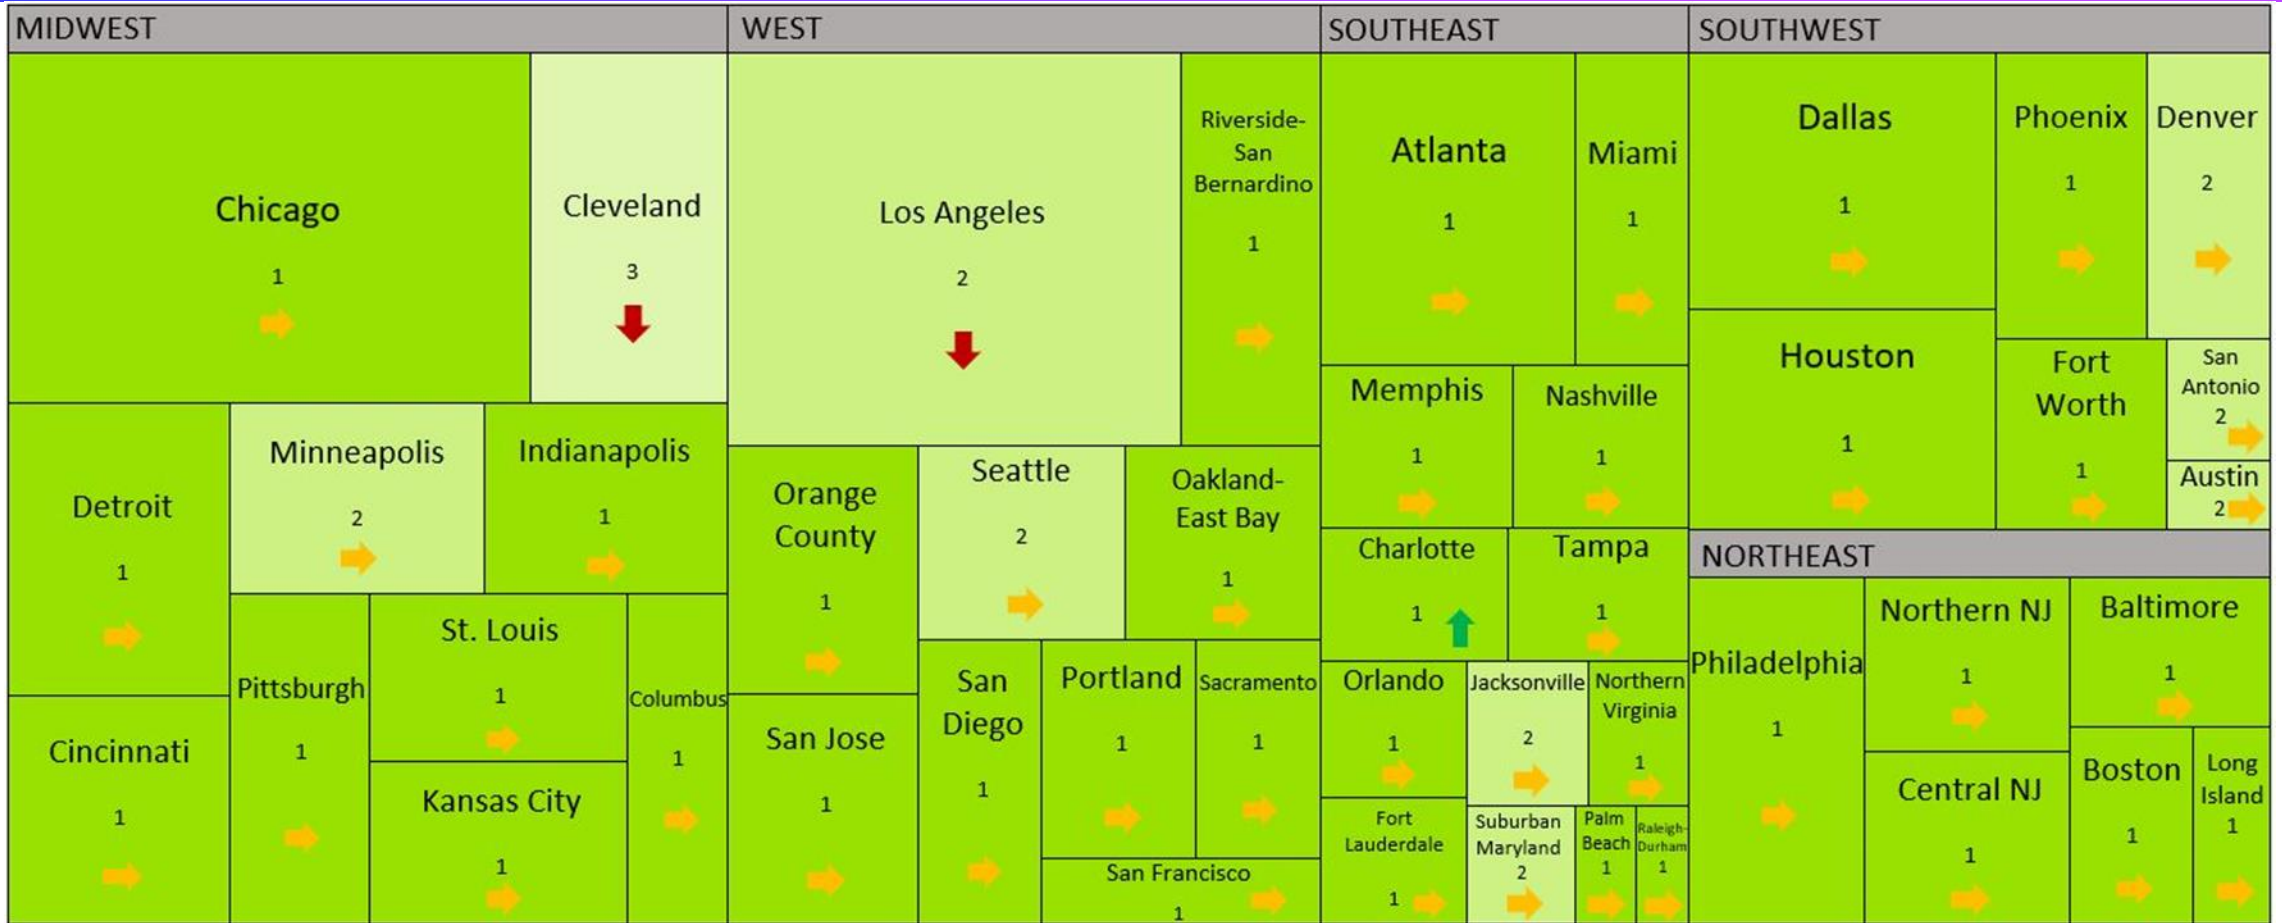 MIDWEST
Chicago
1
Cleveland
3
Detroit
1
Minneapolis
2
Indianapolis
1
Cincinnati
1
Pittsburgh
1
St. Louis
1
Kansas City
1
Columbus
1
WEST
Los Angeles
2
Riverside-
San
Bernardino
1
Orange
County
1
Seattle
2
Oakland-
East Bay
1
San Jose
1
San
Diego
1
Portland
1
Sacramento
1
San Francisco
1
SOUTHEAST
Atlanta
1
Miami
1
Memphis
1
Nashville
1
Charlotte
1
Tampa
1
Orlando
1
Jacksonville
2
Northern
Virginia
1
Fort
Lauderdale
1
Suburban
Maryland
2
Palm
Beach
1
Raleigh-
Durham
1
SOUTHWEST
Dallas
1
Phoenix
1
Denver
2
Houston
1
Fort
Worth
1
San
Antonio
2
Austin
2
NORTHEAST
Philadelphia
1
Northern NJ
1
Baltimore
1
Central NJ
1
Boston
1
Long
Island
1